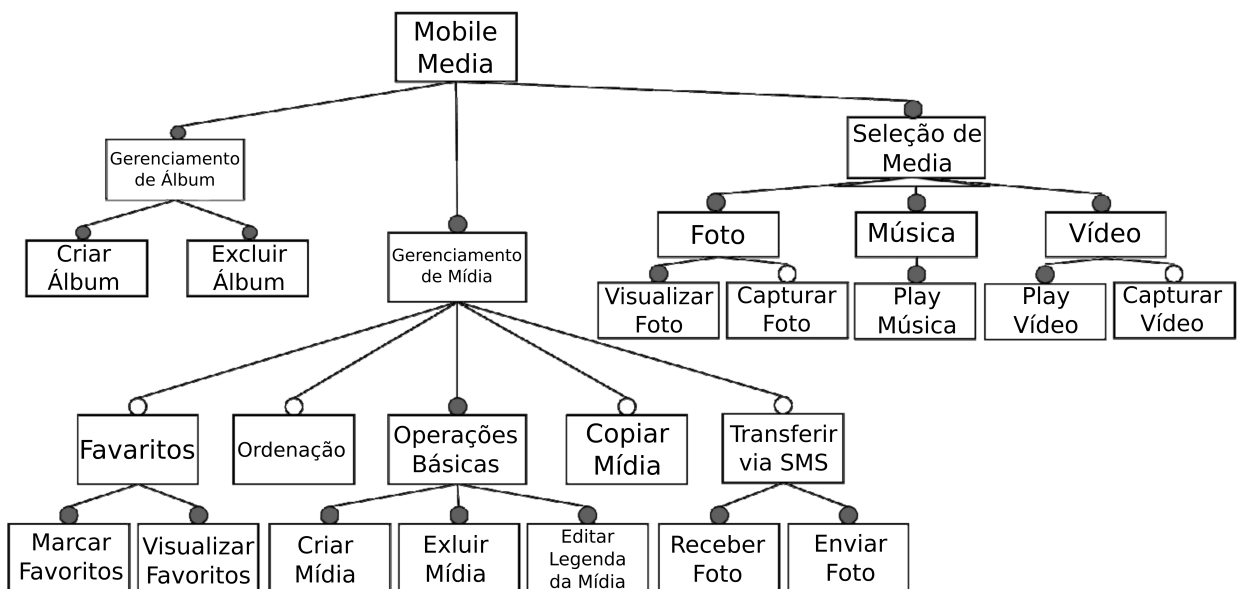 Mobile
Media
Gerenciamento
de Álbum
Seleção de
Media
Criar
Álbum
Excluir
Álbum
Gerenciamento
de Mídia
Foto
Música
Vídeo
Visualizar
Foto
Capturar
Foto
Play
Música
Play
Vídeo
Capturar
Vídeo
Favaritos
Ordenação
Operações
Básicas
Copiar
Mídia
Transferir
via SMS
Marcar
Favoritos
Visualizar
Favoritos
Criar
Mídia
Exluir
Mídia
Editar
Legenda
da Mídia
Receber
Foto
Enviar
Foto